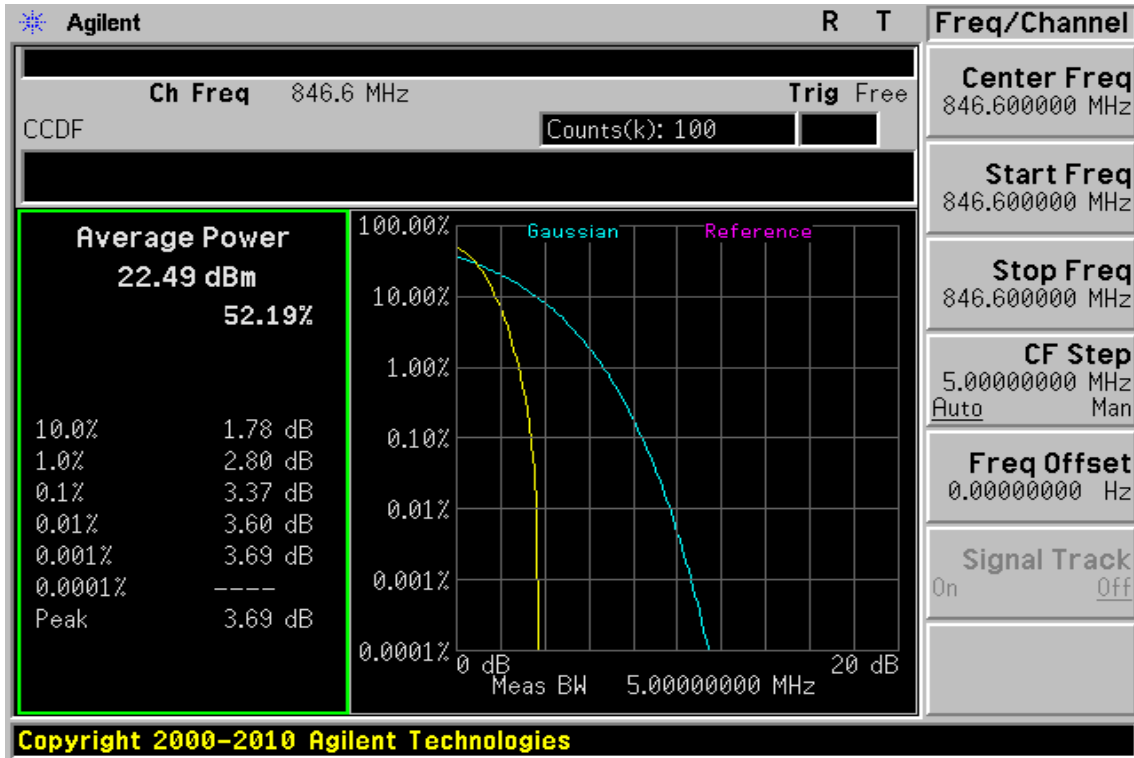 Agilent R T Freq/Channel
Ch Freq 846.6 MHz Trig Free
CCDF Counts(k): 100
Center Freq
846.600000 MHz
Start Freq
846.600000 MHz
Stop Freq
846.600000 MHz
CF Step
5.00000000 MHz
Auto Man
Freq Offset
0.00000000 Hz
Signal Track
On Off
Average Power
22.49 dBm
52.19%
10.0% 1.78 dB
1.0% 2.80 dB
0.1% 3.37 dB
0.01% 3.60 dB
0.001% 3.69 dB
0.0001% ----
Peak 3.69 dB
Gaussian Reference
100.00%
10.00%
1.00%
0.10%
0.01%
0.001%
0.0001%
0 dB 20 dB
Meas BW 5.00000000 MHz
Copyright 2000-2010 Agilent Technologies